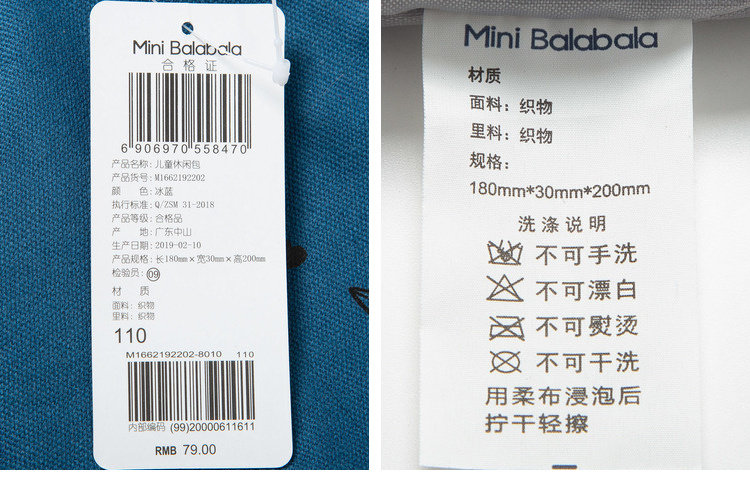 Mini Balabala
合格证
6 906970 558470
产品名称: 儿童休闲包
产品货号: M1662192202
颜 色: 冰蓝
执行标准: Q/ZSM 31-2018
产品等级: 合格品
产 地: 广东中山
生产日期: 2019-02-10
产品规格: 长180mm×宽30mm×高200mm
检验员: 09
材 质
面料: 织物
里料: 织物
110
M1662192202-8010 110
内部编码 (99)20000611611
RMB 79.00
Mini Balabala
材质
面料: 织物
里料: 织物
规格:
180mm*30mm*200mm
洗涤说明
不可手洗
不可漂白
不可熨烫
不可干洗
用柔布浸泡后
拧干轻擦